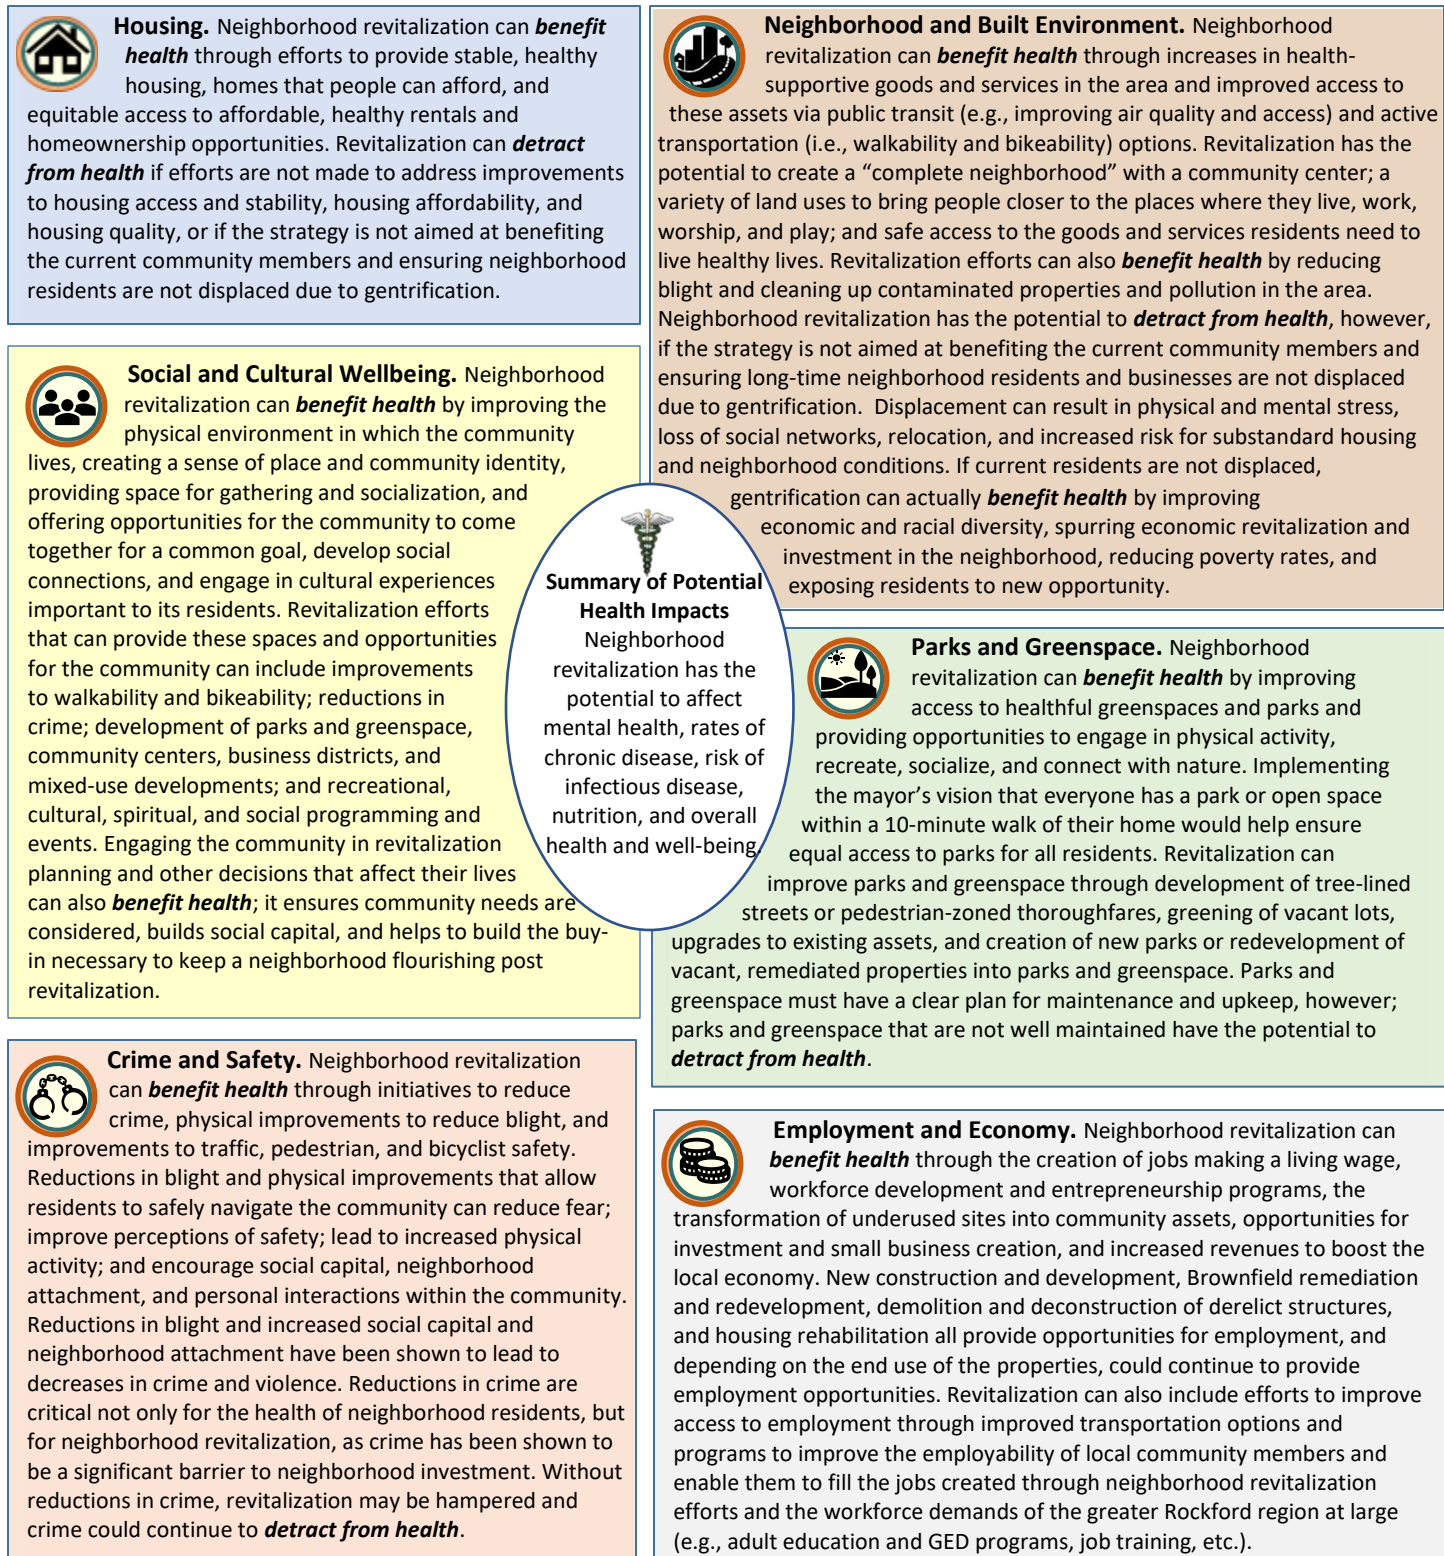 Housing. Neighborhood revitalization can benefit
health through efforts to provide stable, healthy
housing, homes that people can afford, and
equitable access to affordable, healthy rentals and
homeownership opportunities. Revitalization can detract
from health if efforts are not made to address improvements
to housing access and stability, housing affordability, and
housing quality, or if the strategy is not aimed at benefiting
the current community members and ensuring neighborhood
residents are not displaced due to gentrification.
Neighborhood and Built Environment. Neighborhood
revitalization can benefit health through increases in health-
supportive goods and services in the area and improved access to
these assets via public transit (e.g., improving air quality and access) and active
transportation (i.e., walkability and bikeability) options. Revitalization has the
potential to create a “complete neighborhood” with a community center; a
variety of land uses to bring people closer to the places where they live, work,
worship, and play; and safe access to the goods and services residents need to
live healthy lives. Revitalization efforts can also benefit health by reducing
blight and cleaning up contaminated properties and pollution in the area.
Neighborhood revitalization has the potential to detract from health, however,
if the strategy is not aimed at benefiting the current community members and
ensuring long-time neighborhood residents and businesses are not displaced
due to gentrification. Displacement can result in physical and mental stress,
loss of social networks, relocation, and increased risk for substandard housing
and neighborhood conditions. If current residents are not displaced,
gentrification can actually benefit health by improving
economic and racial diversity, spurring economic revitalization and
investment in the neighborhood, reducing poverty rates, and
exposing residents to new opportunity.
Social and Cultural Wellbeing. Neighborhood
revitalization can benefit health by improving the
physical environment in which the community
lives, creating a sense of place and community identity,
providing space for gathering and socialization, and
offering opportunities for the community to come
together for a common goal, develop social
connections, and engage in cultural experiences
important to its residents. Revitalization efforts
that can provide these spaces and opportunities
for the community can include improvements
to walkability and bikeability; reductions in
crime; development of parks and greenspace,
community centers, business districts, and
mixed-use developments; and recreational,
cultural, spiritual, and social programming and
events. Engaging the community in revitalization
planning and other decisions that affect their lives
can also benefit health; it ensures community needs are
considered, builds social capital, and helps to build the buy-
in necessary to keep a neighborhood flourishing post
revitalization.
Summary of Potential
Health Impacts
Neighborhood
revitalization has the
potential to affect
mental health, rates of
chronic disease, risk of
infectious disease,
nutrition, and overall
health and well-being.
Parks and Greenspace. Neighborhood
revitalization can benefit health by improving
access to healthful greenspaces and parks and
providing opportunities to engage in physical activity,
recreate, socialize, and connect with nature. Implementing
the mayor’s vision that everyone has a park or open space
within a 10-minute walk of their home would help ensure
equal access to parks for all residents. Revitalization can
improve parks and greenspace through development of tree-lined
streets or pedestrian-zoned thoroughfares, greening of vacant lots,
upgrades to existing assets, and creation of new parks or redevelopment of
vacant, remediated properties into parks and greenspace. Parks and
greenspace must have a clear plan for maintenance and upkeep, however;
parks and greenspace that are not well maintained have the potential to
detract from health.
Crime and Safety. Neighborhood revitalization
can benefit health through initiatives to reduce
crime, physical improvements to reduce blight, and
improvements to traffic, pedestrian, and bicyclist safety.
Reductions in blight and physical improvements that allow
residents to safely navigate the community can reduce fear;
improve perceptions of safety; lead to increased physical
activity; and encourage social capital, neighborhood
attachment, and personal interactions within the community.
Reductions in blight and increased social capital and
neighborhood attachment have been shown to lead to
decreases in crime and violence. Reductions in crime are
critical not only for the health of neighborhood residents, but
for neighborhood revitalization, as crime has been shown to
be a significant barrier to neighborhood investment. Without
reductions in crime, revitalization may be hampered and
crime could continue to detract from health.
Employment and Economy. Neighborhood revitalization can
benefit health through the creation of jobs making a living wage,
workforce development and entrepreneurship programs, the
transformation of underused sites into community assets, opportunities for
investment and small business creation, and increased revenues to boost the
local economy. New construction and development, Brownfield remediation
and redevelopment, demolition and deconstruction of derelict structures,
and housing rehabilitation all provide opportunities for employment, and
depending on the end use of the properties, could continue to provide
employment opportunities. Revitalization can also include efforts to improve
access to employment through improved transportation options and
programs to improve the employability of local community members and
enable them to fill the jobs created through neighborhood revitalization
efforts and the workforce demands of the greater Rockford region at large
(e.g., adult education and GED programs, job training, etc.).